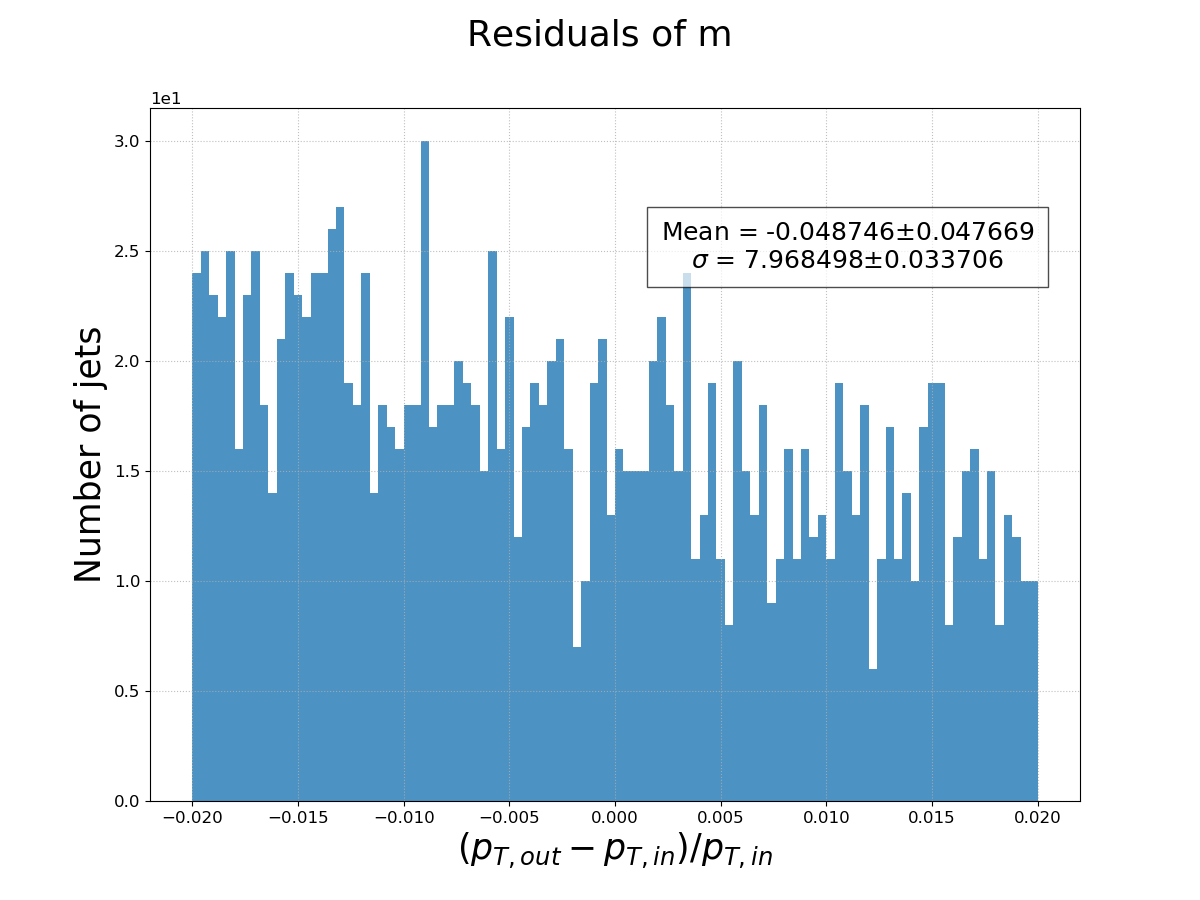 Residuals of m
1e1
3.0
2.5
2.0
1.5
1.0
0.5
0.0
Number of jets
Mean = -0.048746±0.047669
σ = 7.968498±0.033706
−0.020 −0.015 −0.010 −0.005 0.000 0.005 0.010 0.015 0.020
(p_{T,out} − p_{T,in})/p_{T,in}